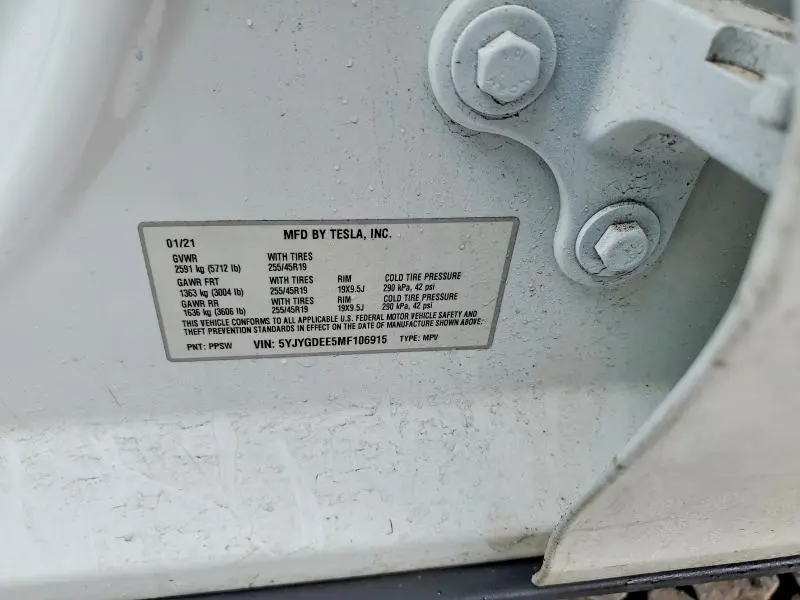 MFD BY TESLA, INC.
01/21
GVWR WITH TIRES
2591 kg (5712 lb) 255/45R19
GAWR FRT WITH TIRES RIM COLD TIRE PRESSURE
1363 kg (3004 lb) 255/45R19 19X9.5J 290 kPa, 42 psi
GAWR RR WITH TIRES RIM COLD TIRE PRESSURE
1636 kg (3606 lb) 255/45R19 19X9.5J 290 kPa, 42 psi
THIS VEHICLE CONFORMS TO ALL APPLICABLE U.S. FEDERAL MOTOR VEHICLE SAFETY AND
THEFT PREVENTION STANDARDS IN EFFECT ON THE DATE OF MANUFACTURE SHOWN ABOVE.
PNT: PPSW VIN: 5YJYGDEE5MF106915 TYPE: MPV